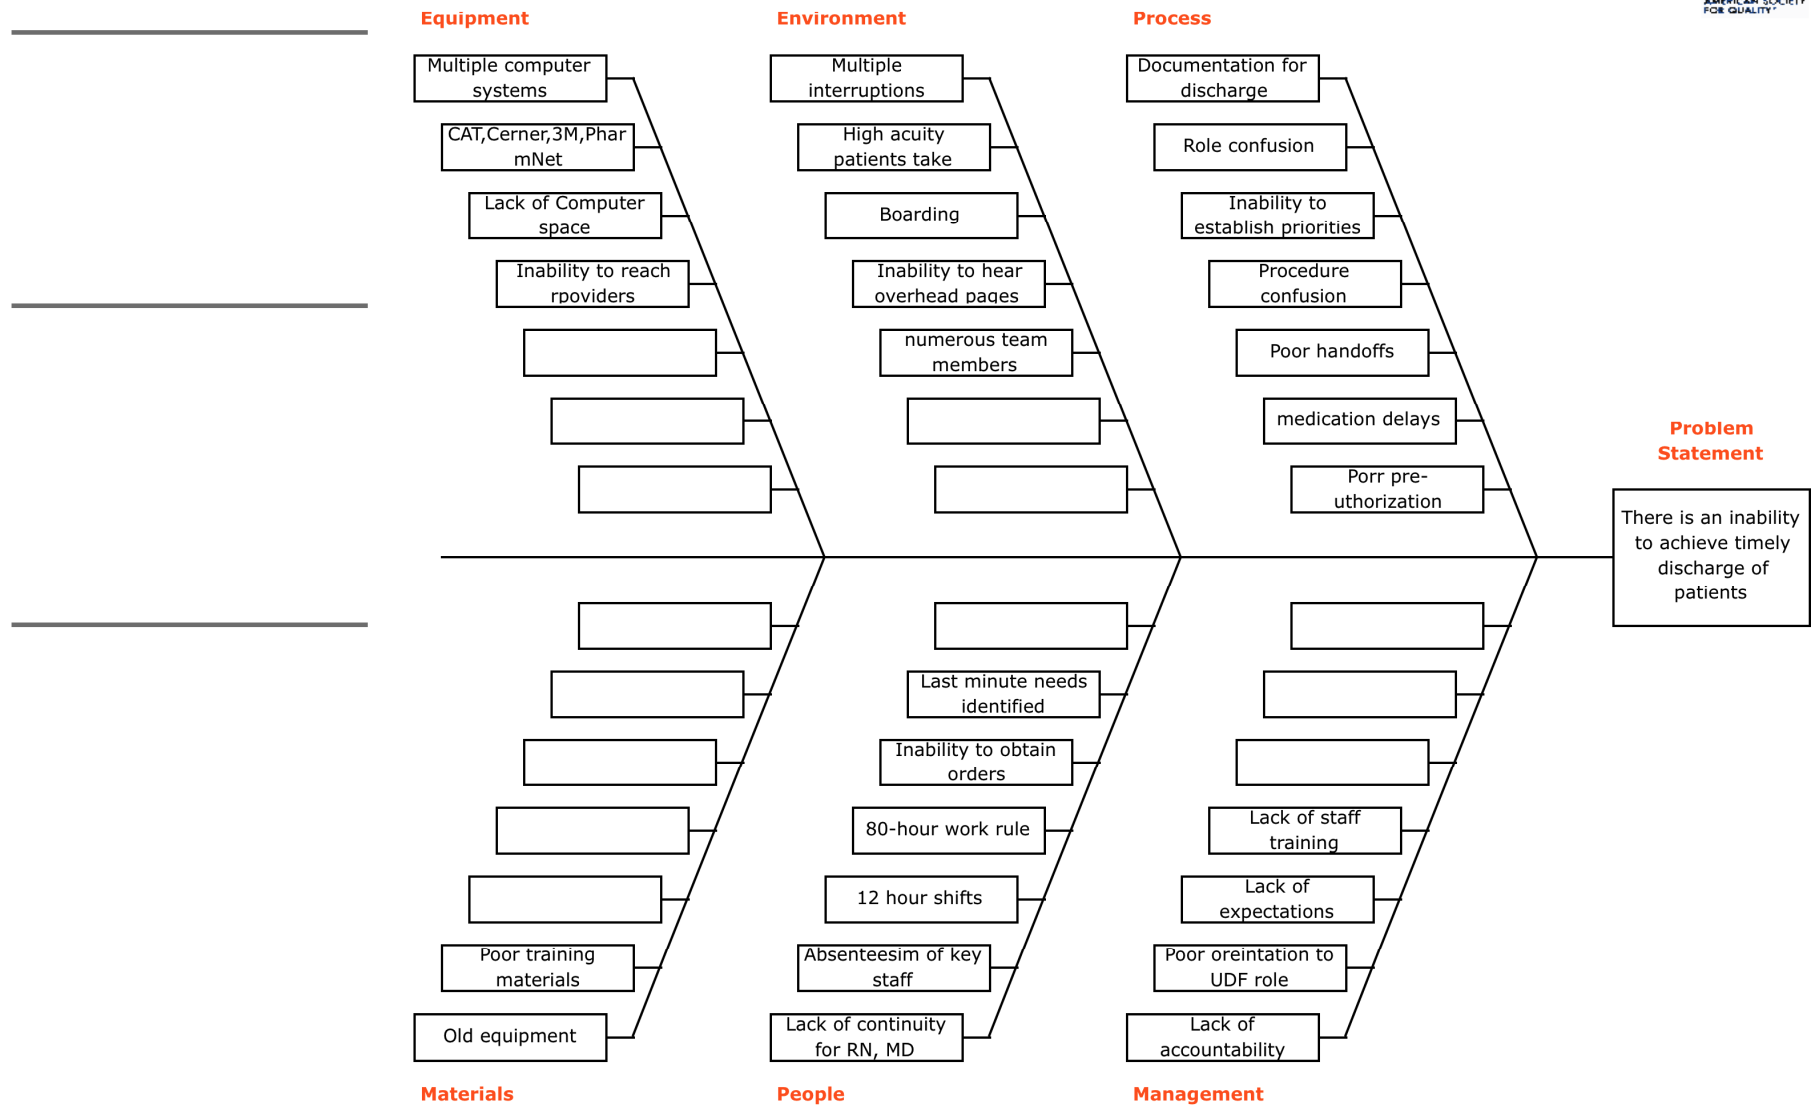 AMERICAN SOCIETY
FOR QUALITY
Equipment
Environment
Process
Multiple computer
systems
CAT,Cerner,3M,Phar
mNet
Lack of Computer
space
Inability to reach
rpoviders
Multiple
interruptions
High acuity
patients take
Boarding
Inability to hear
overhead pages
numerous team
members
Documentation for
discharge
Role confusion
Inability to
establish priorities
Procedure
confusion
Poor handoffs
medication delays
Porr pre-
uthorization
Problem
Statement
There is an inability
to achieve timely
discharge of
patients
Poor training
materials
Old equipment
Last minute needs
identified
Inability to obtain
orders
80-hour work rule
12 hour shifts
Absenteesim of key
staff
Lack of continuity
for RN, MD
Lack of staff
training
Lack of
expectations
Poor oreintation to
UDF role
Lack of
accountability
Materials
People
Management